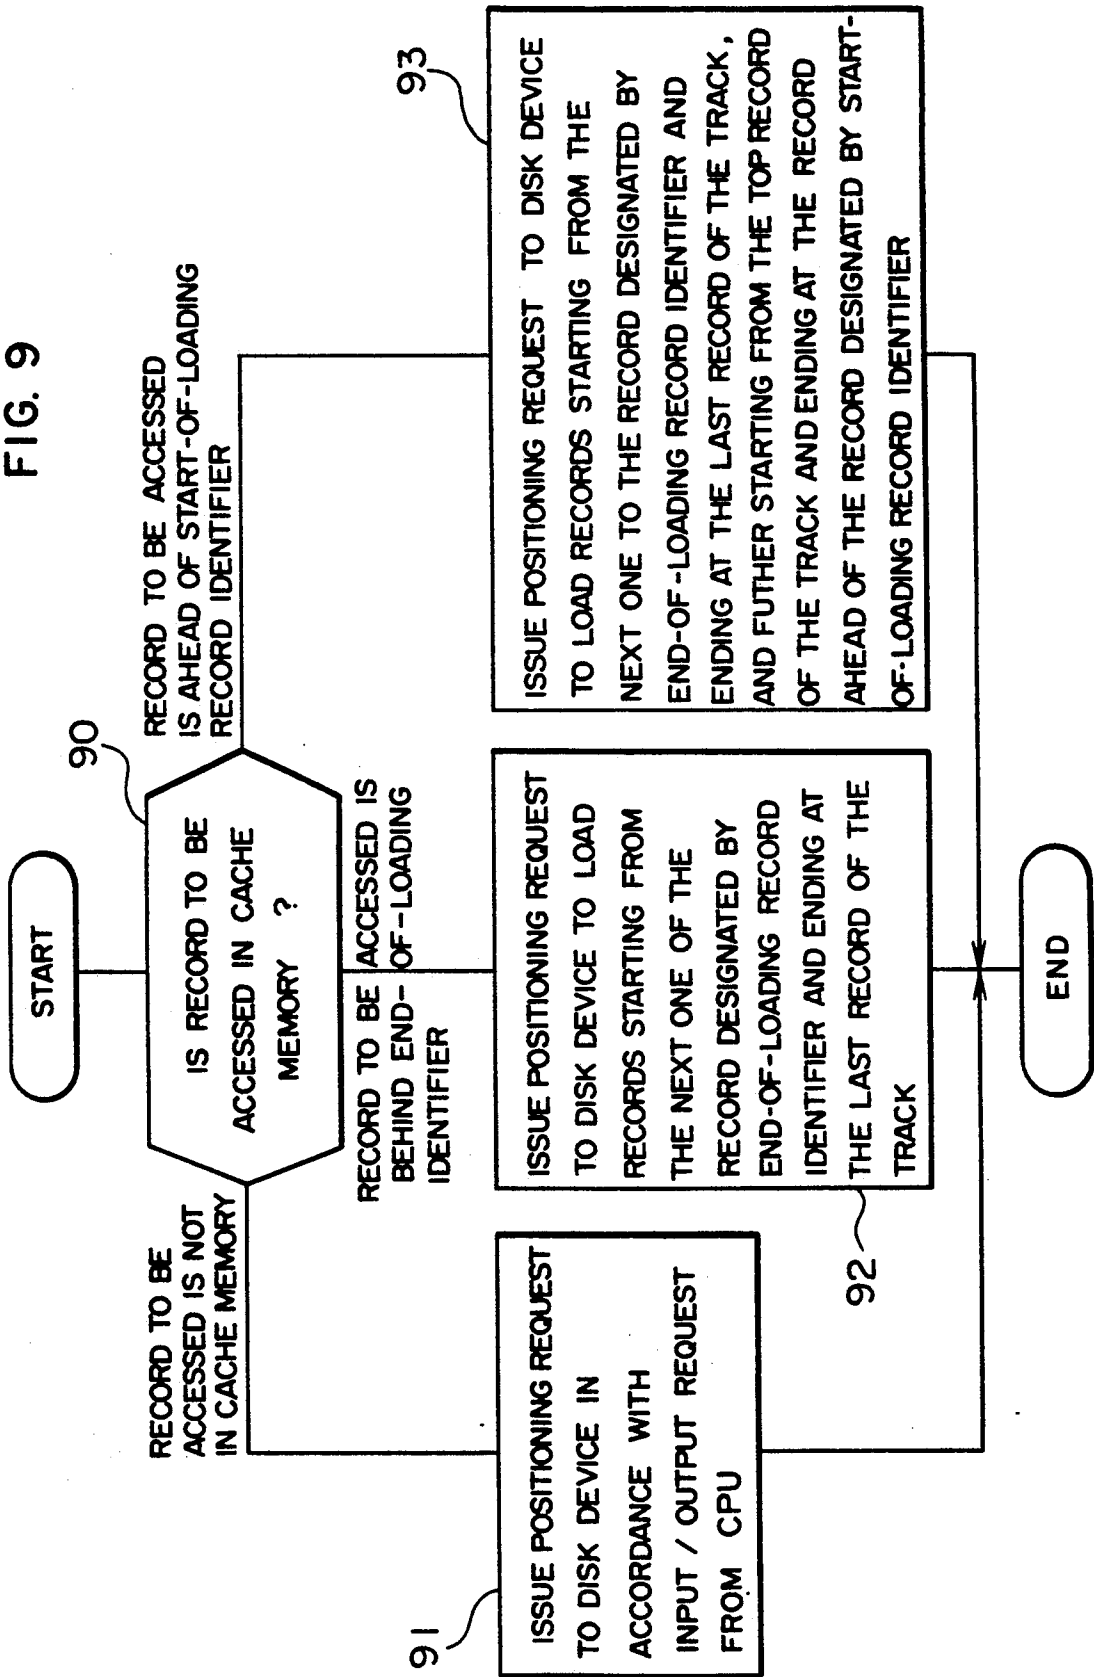 FIG. 9
START
90
IS RECORD TO BE
ACCESSED IN CACHE
MEMORY ?
RECORD TO BE
ACCESSED IS NOT
IN CACHE MEMORY
RECORD TO BE ACCESSED IS
BEHIND END-OF-LOADING
IDENTIFIER
RECORD TO BE ACCESSED
IS AHEAD OF START-OF-LOADING
RECORD IDENTIFIER
91
ISSUE POSITIONING REQUEST
TO DISK DEVICE IN
ACCORDANCE WITH
INPUT / OUTPUT REQUEST
FROM CPU
92
ISSUE POSITIONING REQUEST
TO DISK DEVICE TO LOAD
RECORDS STARTING FROM
THE NEXT ONE OF THE
RECORD DESIGNATED BY
END-OF-LOADING RECORD
IDENTIFIER AND ENDING AT
THE LAST RECORD OF THE
TRACK
93
ISSUE POSITIONING REQUEST TO DISK DEVICE
TO LOAD RECORDS STARTING FROM THE
NEXT ONE TO THE RECORD DESIGNATED BY
END-OF-LOADING RECORD IDENTIFIER AND
ENDING AT THE LAST RECORD OF THE TRACK,
AND FUTHER STARTING FROM THE TOP RECORD
OF THE TRACK AND ENDING AT THE RECORD
AHEAD OF THE RECORD DESIGNATED BY START-
OF-LOADING RECORD IDENTIFIER
END